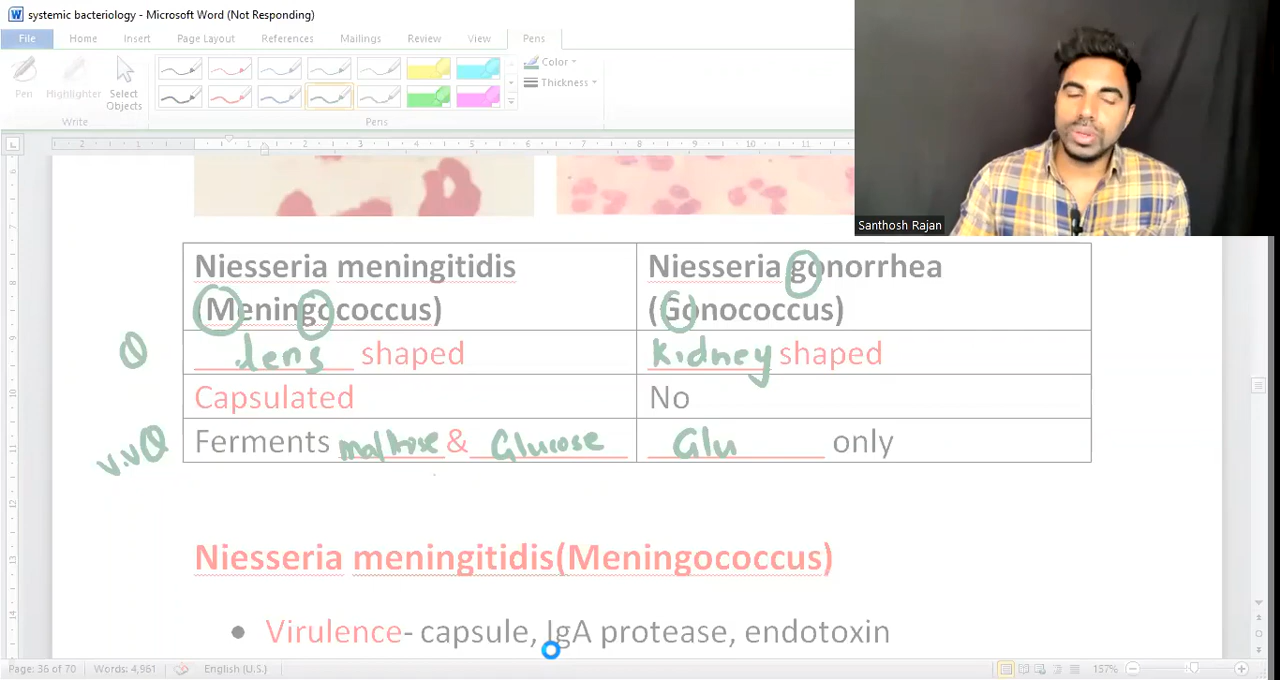 systemic bacteriology - Microsoft Word (Not Responding)
File Home Insert Page Layout References Mailings Review View Pens
Pen Highlighter Select Objects
Color
Thickness
Write Pens
Santhosh Rajan
Niesseria meningitidis
(Meningococcus)
Niesseria gonorrhea
(Gonococcus)
Q lens shaped
kidney shaped
Capsulated
No
v.vQ Ferments maltose & Glucose
Glu only
Niesseria meningitidis(Meningococcus)
• Virulence- capsule, IgA protease, endotoxin
Page: 36 of 70 Words: 4,961 English (U.S.) 157%